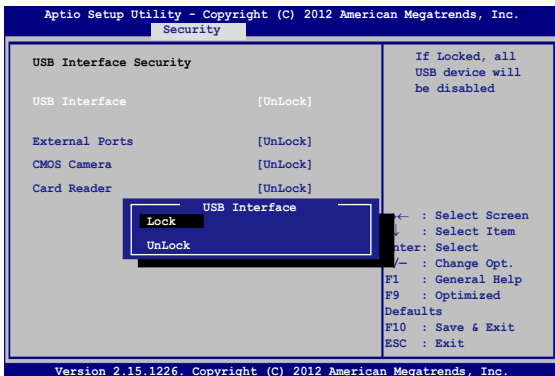 Aptio Setup Utility - Copyright (C) 2012 American Megatrends, Inc.
Security
USB Interface Security
USB Interface [UnLock]
External Ports [UnLock]
CMOS Camera [UnLock]
Card Reader [UnLock]
USB Interface
Lock
UnLock
If Locked, all
USB device will
be disabled
← : Select Screen
↓ : Select Item
nter: Select
/— : Change Opt.
F1 : General Help
F9 : Optimized
Defaults
F10 : Save & Exit
ESC : Exit
Version 2.15.1226. Copyright (C) 2012 American Megatrends, Inc.